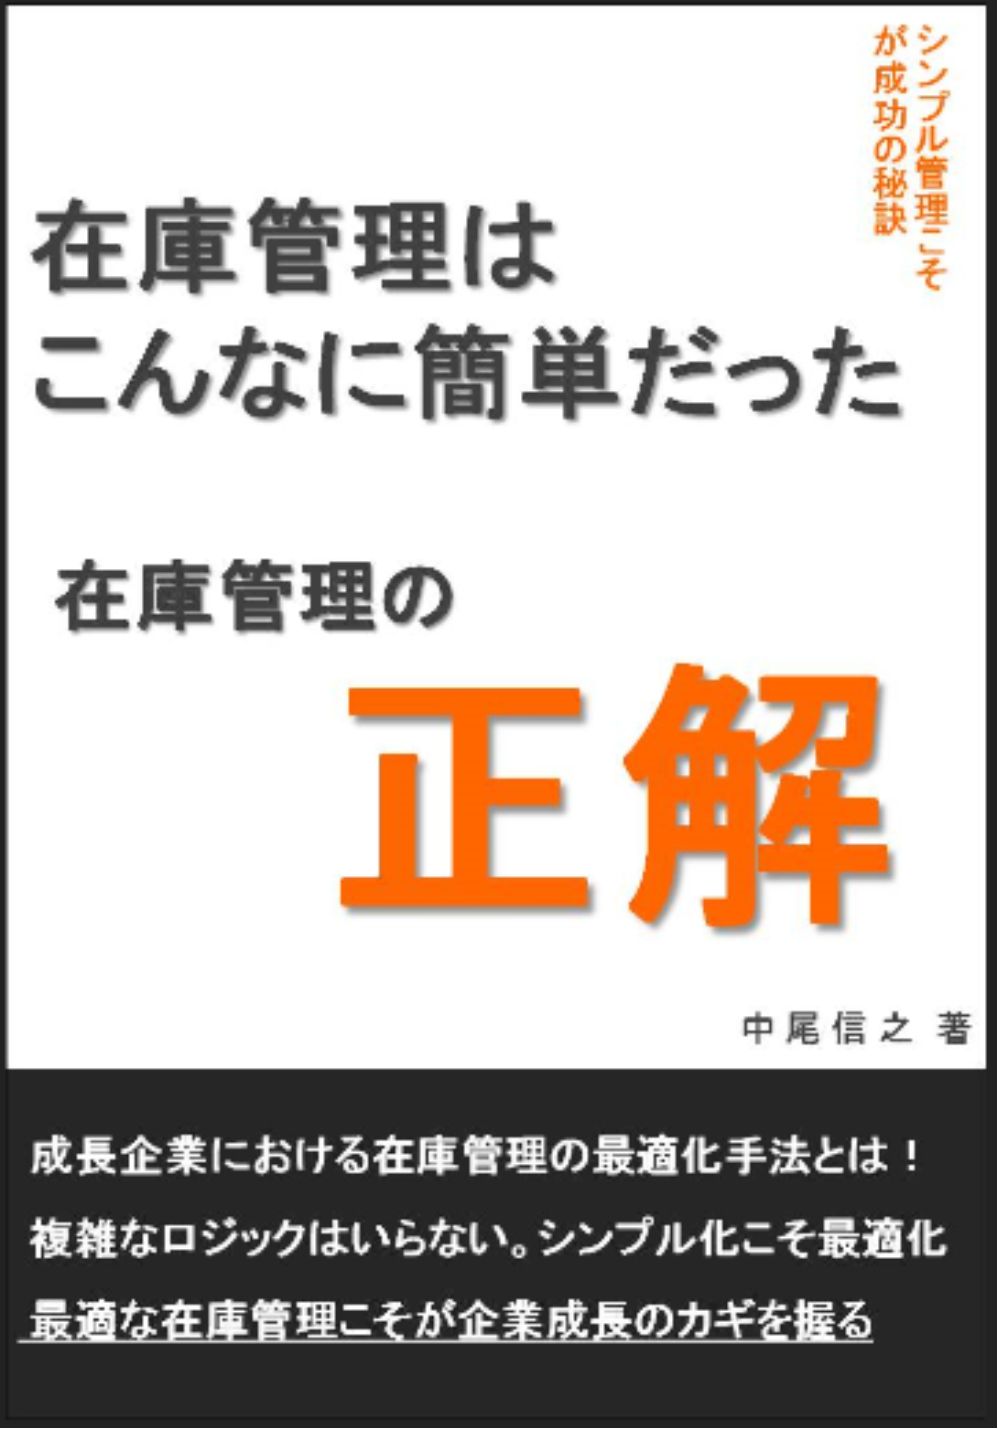 シンプル管理こそ
が成功の秘訣
在庫管理は
こんなに簡単だった
在庫管理の
正解
中尾信之 著
成長企業における在庫管理の最適化手法とは！
複雑なロジックはいらない。シンプル化こそ最適化
最適な在庫管理こそが企業成長のカギを握る